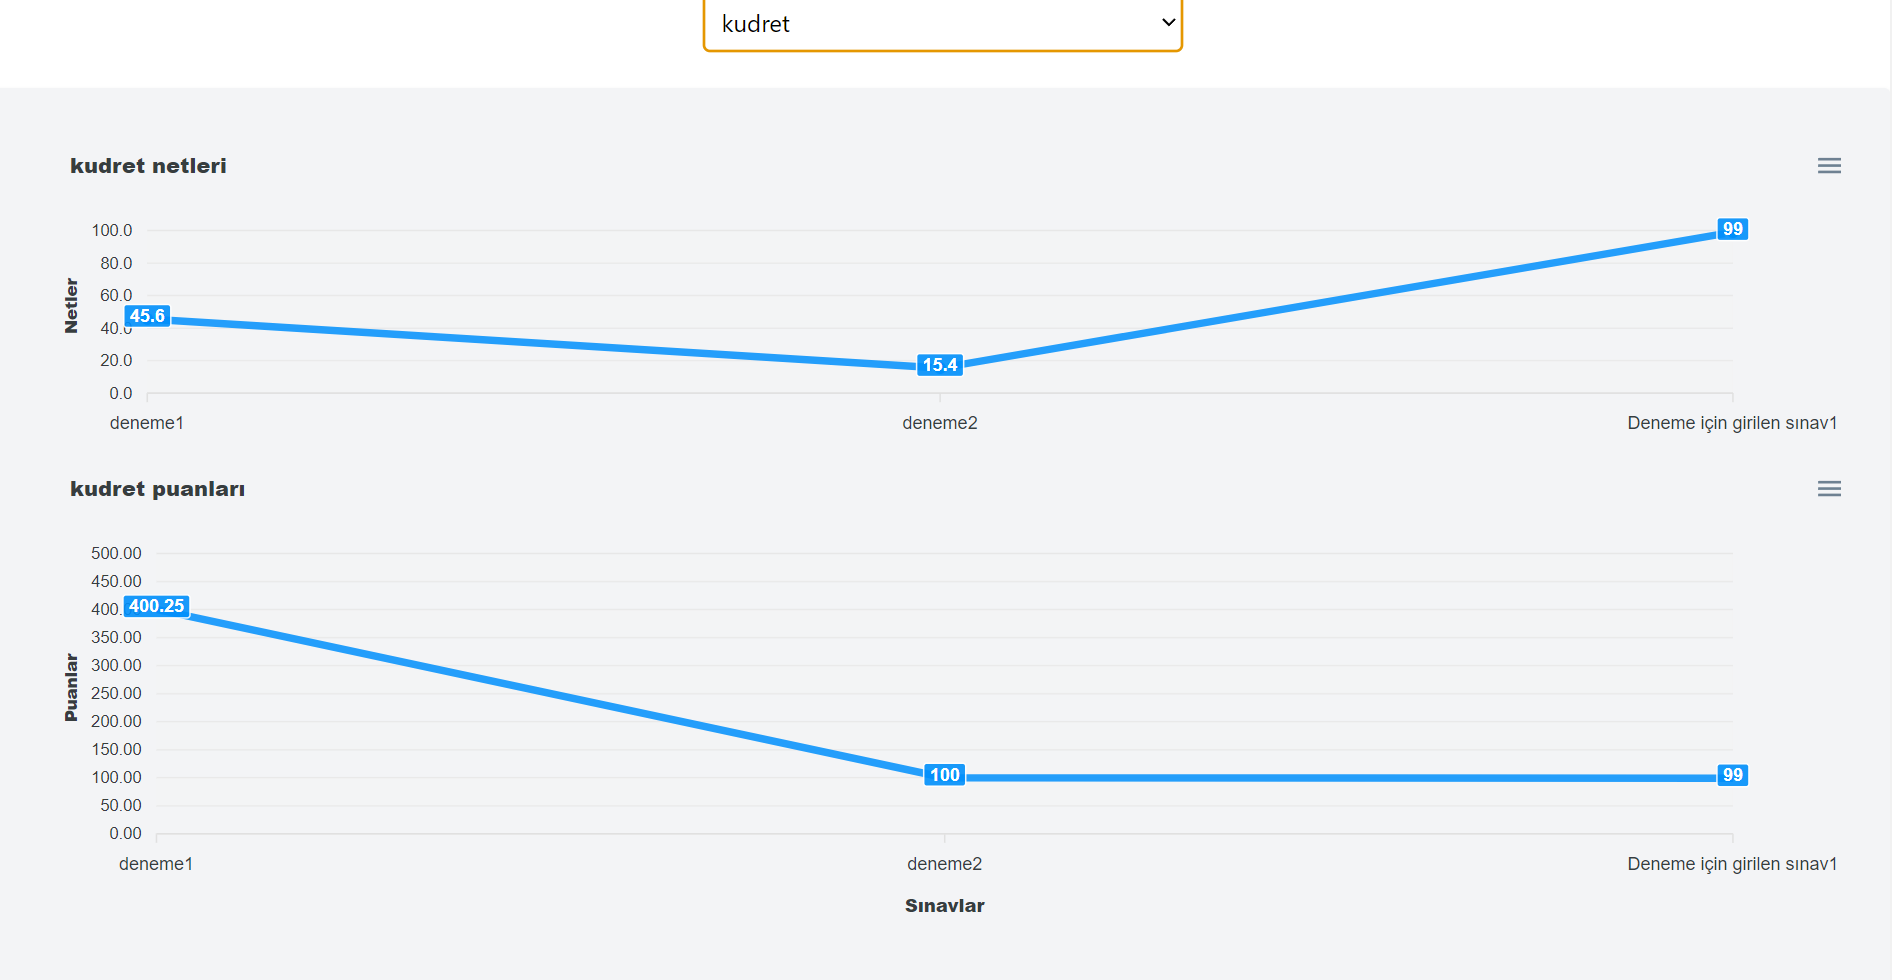 kudret
kudret netleri
100.0
80.0
60.0
40.0
20.0
0.0
Netler
45.6
15.4
99
deneme1
deneme2
Deneme için girilen sınav1
kudret puanları
500.00
450.00
400.
350.00
300.00
250.00
200.00
150.00
100.00
50.00
0.00
Puanlar
400.25
100
99
deneme1
deneme2
Deneme için girilen sınav1
Sınavlar